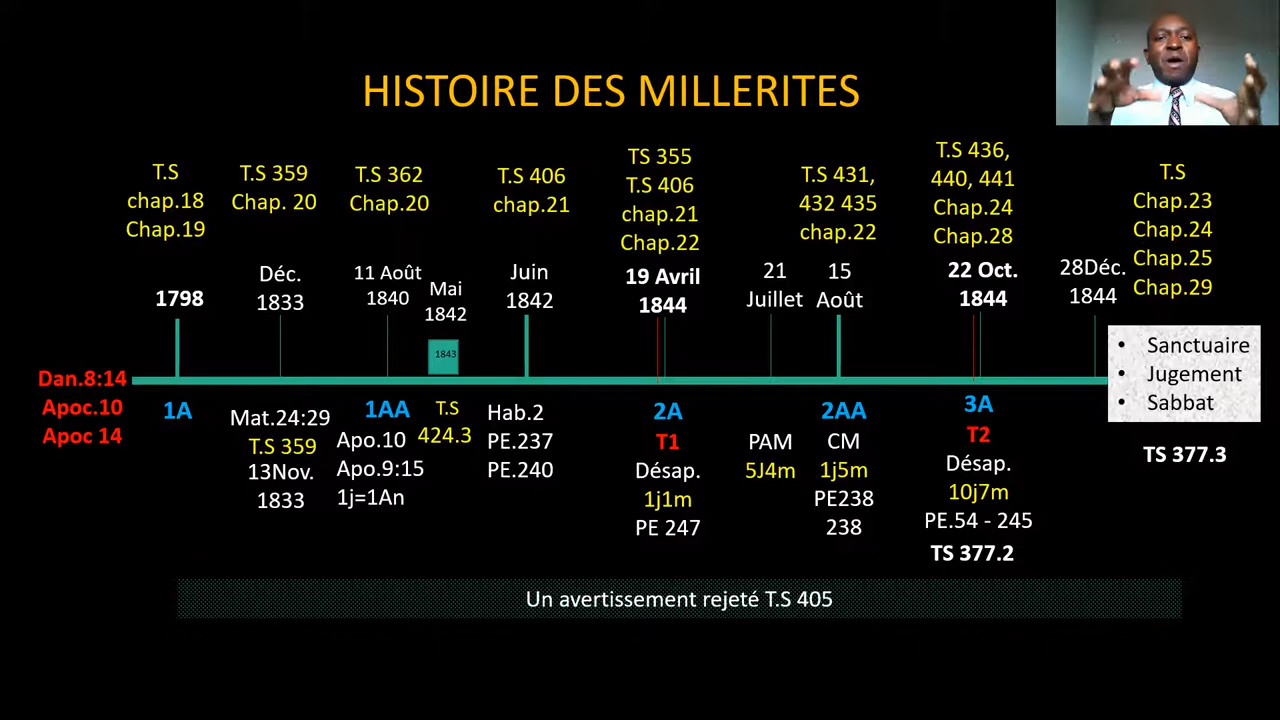 HISTOIRE DES MILLERITES
T.S
chap.18
Chap.19
T.S 359
Chap. 20
T.S 362
Chap.20
T.S 406
chap.21
TS 355
T.S 406
chap.21
Chap.22
T.S 431,
432 435
chap.22
T.S 436,
440, 441
Chap.24
Chap.28
T.S
Chap.23
Chap.24
Chap.25
Chap.29
1798
Déc.
1833
11 Août
1840
Mai
1842
1843
Juin
1842
19 Avril
1844
21
Juillet
15
Août
22 Oct.
1844
28Déc.
1844
Dan.8:14
Apoc.10
Apoc 14
1A
Mat.24:29
T.S 359
13Nov.
1833
1AA
Apo.10
Apo.9:15
1j=1An
T.S
424.3
Hab.2
PE.237
PE.240
2A
T1
Désap.
1j1m
PE 247
PAM
5J4m
2AA
CM
1j5m
PE238
238
3A
T2
Désap.
10j7m
PE.54 - 245
TS 377.2
• Sanctuaire
• Jugement
• Sabbat
TS 377.3
Un avertissement rejeté T.S 405